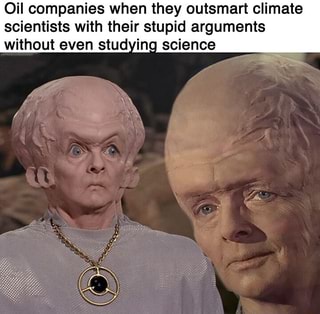 Oil companies when they outsmart climate
scientists with their stupid arguments
without even studying science